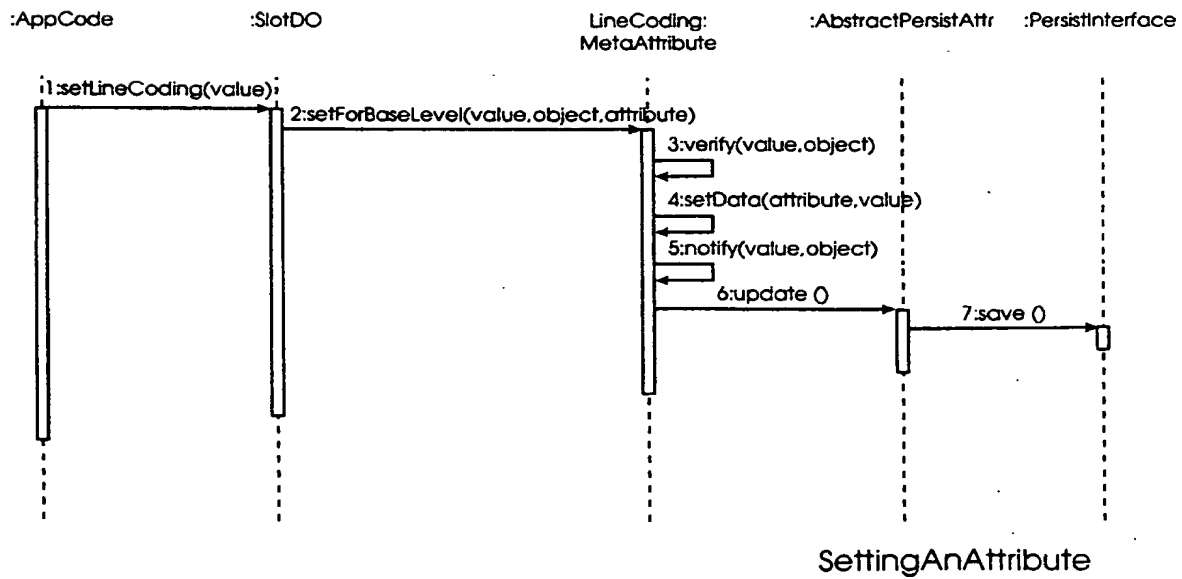 :AppCode
:SlotDO
LineCoding:
MetaAttribute
:AbstractPersistAttr
:PersistInterface
1:setLineCoding(value)
2:setForBaseLevel(value,object,attribute)
3:verify(value,object)
4:setData(attribute,value)
5:notify(value,object)
6:update ()
7:save ()
SettingAnAttribute